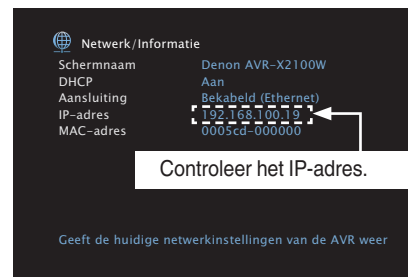 Netwerk/Informatie
Schermnaam Denon AVR-X2100W
DHCP Aan
Aansluiting Bekabeld (Ethernet)
IP-adres 192.168.100.19
MAC-adres 0005cd-000000
Controleer het IP-adres.
Geeft de huidige netwerkinstellingen van de AVR weer